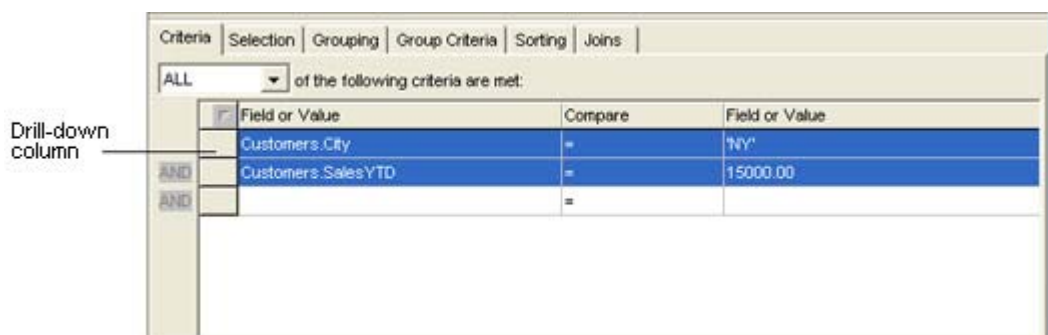 Criteria Selection Grouping Group Criteria Sorting Joins
ALL of the following criteria are met:
Field or Value Compare Field or Value
Drill-down
column
Customers.City = 'NY'
AND Customers.SalesYTD = 15000.00
AND =